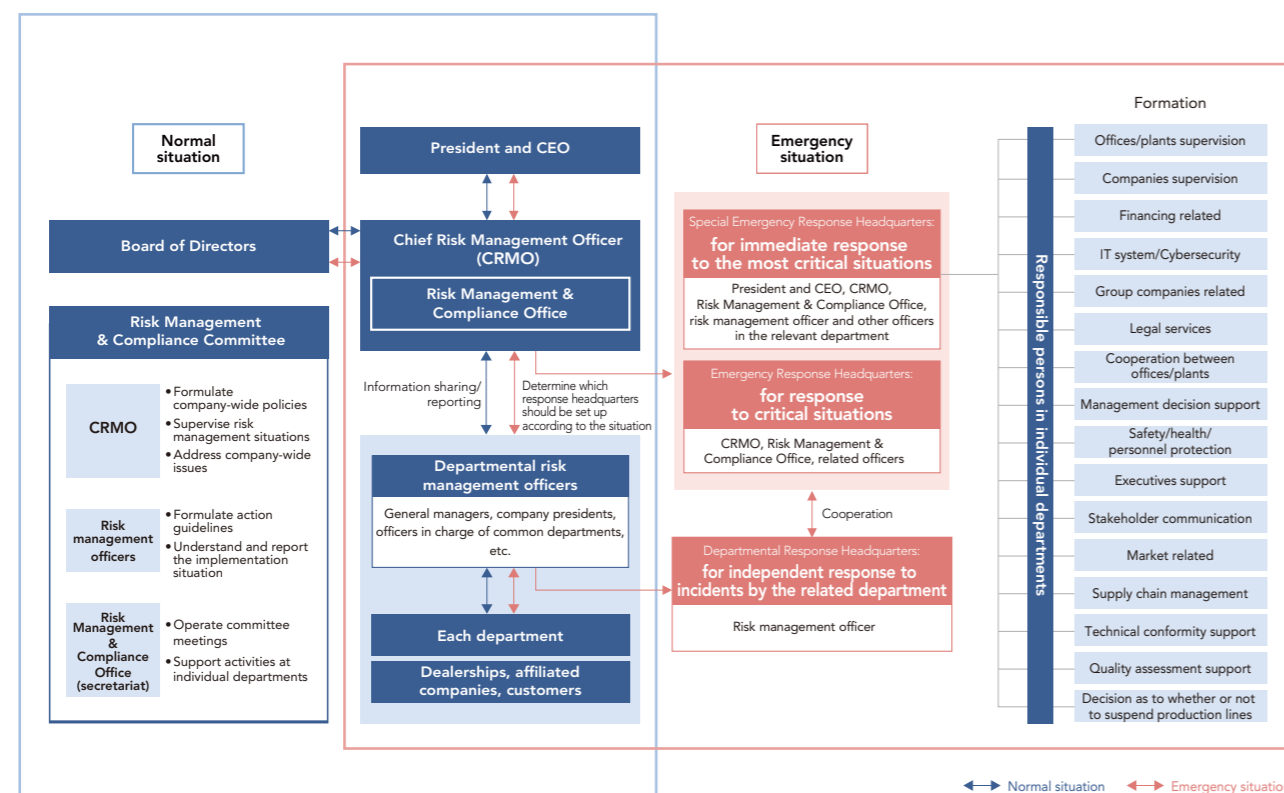 Normal
situation
Board of Directors
Risk Management
& Compliance Committee
CRMO
• Formulate
company-wide policies
• Supervise risk
management situations
• Address company-wide
issues
Risk
management
officers
• Formulate action
guidelines
• Understand and report
the implementation
situation
Risk
Management
&
Compliance
Office
(secretariat)
• Operate committee
meetings
• Support activities at
individual departments
President and CEO
Chief Risk Management Officer
(CRMO)
Risk Management &
Compliance Office
Information sharing/
reporting
Determine which
response headquarters
should be set up
according to the situation
Departmental risk
management officers
General managers, company presidents,
officers in charge of common departments,
etc.
Each department
Dealerships, affiliated
companies, customers
Emergency
situation
Special Emergency Response Headquarters:
for immediate response
to the most critical situations
President and CEO, CRMO,
Risk Management & Compliance Office,
risk management officer and other officers
in the relevant department
Emergency Response Headquarters:
for response
to critical situations
CRMO, Risk Management &
Compliance Office, related officers
Cooperation
Departmental Response Headquarters:
for independent response to
incidents by the related department
Risk management officer
Responsible persons in individual departments
Formation
Offices/plants supervision
Companies supervision
Financing related
IT system/Cybersecurity
Group companies related
Legal services
Cooperation between
offices/plants
Management decision support
Safety/health/
personnel protection
Executives support
Stakeholder communication
Market related
Supply chain management
Technical conformity support
Quality assessment support
Decision as to whether or not
to suspend production lines
Normal situation
Emergency situation